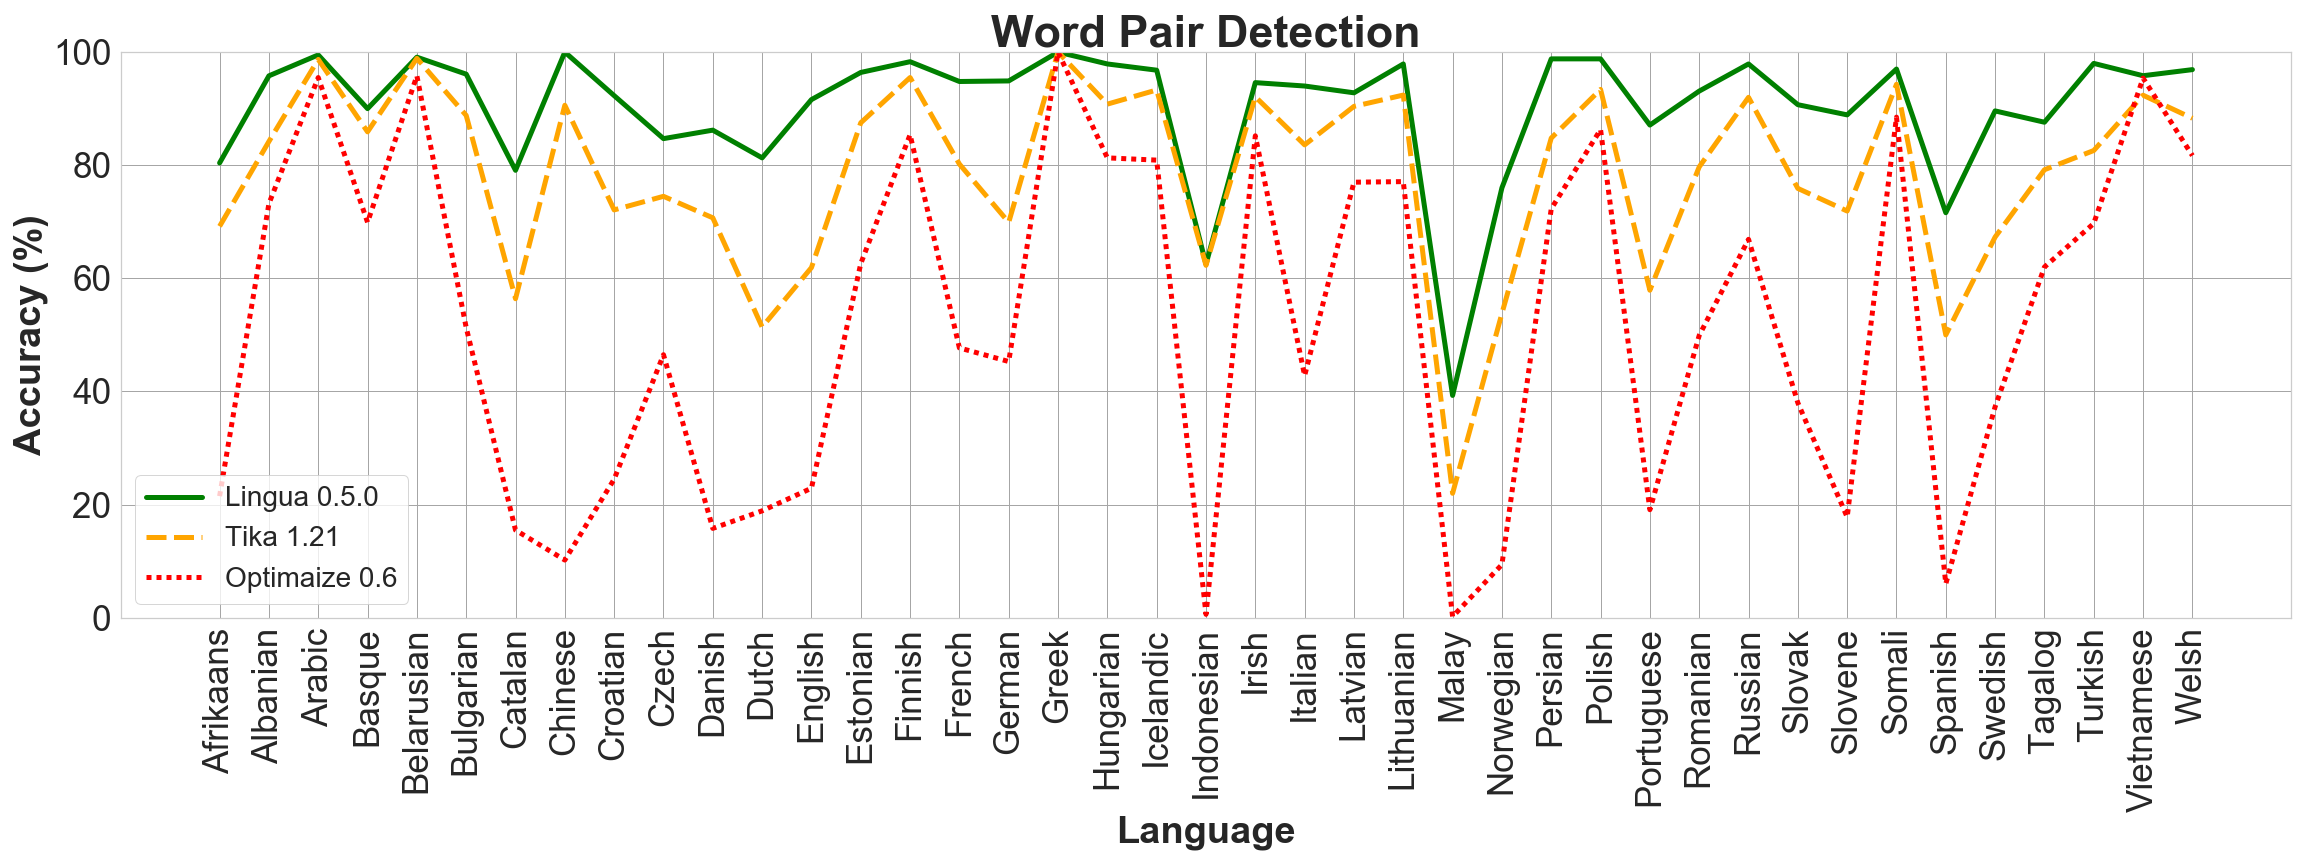 Word Pair Detection
Accuracy (%)
100
80
60
40
20
0
Lingua 0.5.0
Tika 1.21
Optimaize 0.6
Afrikaans
Albanian
Arabic
Basque
Belarusian
Bulgarian
Catalan
Chinese
Croatian
Czech
Danish
Dutch
English
Estonian
Finnish
French
German
Greek
Hungarian
Icelandic
Indonesian
Irish
Italian
Latvian
Lithuanian
Malay
Norwegian
Persian
Polish
Portuguese
Romanian
Russian
Slovak
Slovene
Somali
Spanish
Swedish
Tagalog
Turkish
Vietnamese
Welsh
Language